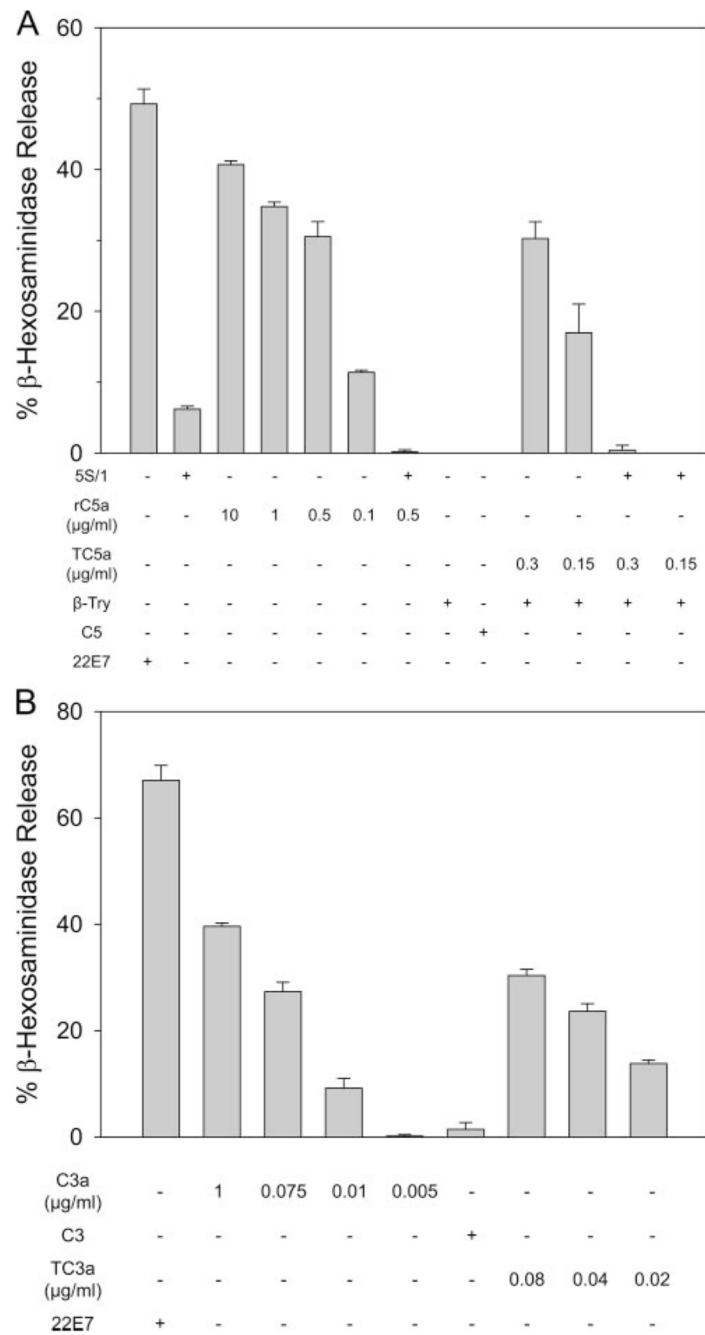 A
60
40
20
0
% β-Hexosaminidase Release
5S/1 - + - - - - + - - - - + +
rC5a (µg/ml) - - 10 1 0.5 0.1 0.5 - - - - - -
TC5a (µg/ml) - - - - - - - - - 0.3 0.15 0.3 0.15
β-Try - - - - - - - + - + + + +
C5 - - - - - - - - + - - - -
22E7 + - - - - - - - - - - - -
B
80
60
40
20
0
% β-Hexosaminidase Release
C3a (µg/ml) - 1 0.075 0.01 0.005 - - - -
C3 - - - - - + - - -
TC3a (µg/ml) - - - - - - 0.08 0.04 0.02
22E7 +